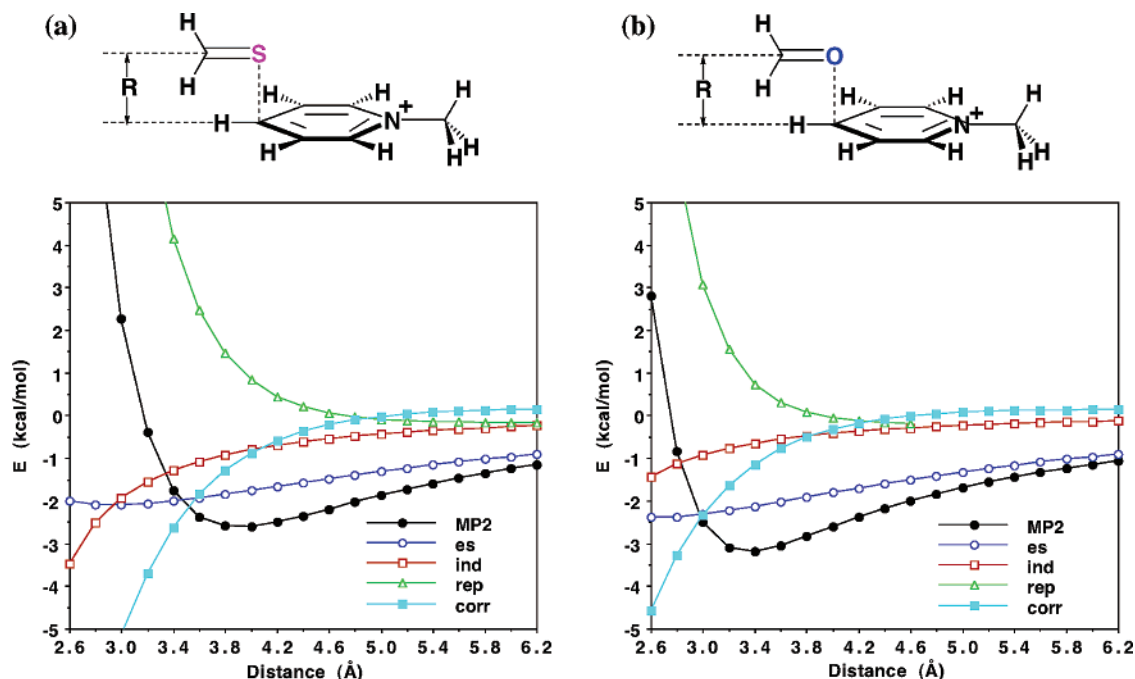 (a)
H
S
H
R
H
H
H
N
+
H
H
H
H
H
(b)
H
O
H
R
H
H
H
N
+
H
H
H
H
H
5
4
3
2
1
0
-1
-2
-3
-4
-5
E (kcal/mol)
MP2
es
ind
rep
corr
2.6 3.0 3.4 3.8 4.2 4.6 5.0 5.4 5.8 6.2
Distance (Å)
5
4
3
2
1
0
-1
-2
-3
-4
-5
E (kcal/mol)
MP2
es
ind
rep
corr
2.6 3.0 3.4 3.8 4.2 4.6 5.0 5.4 5.8 6.2
Distance (Å)